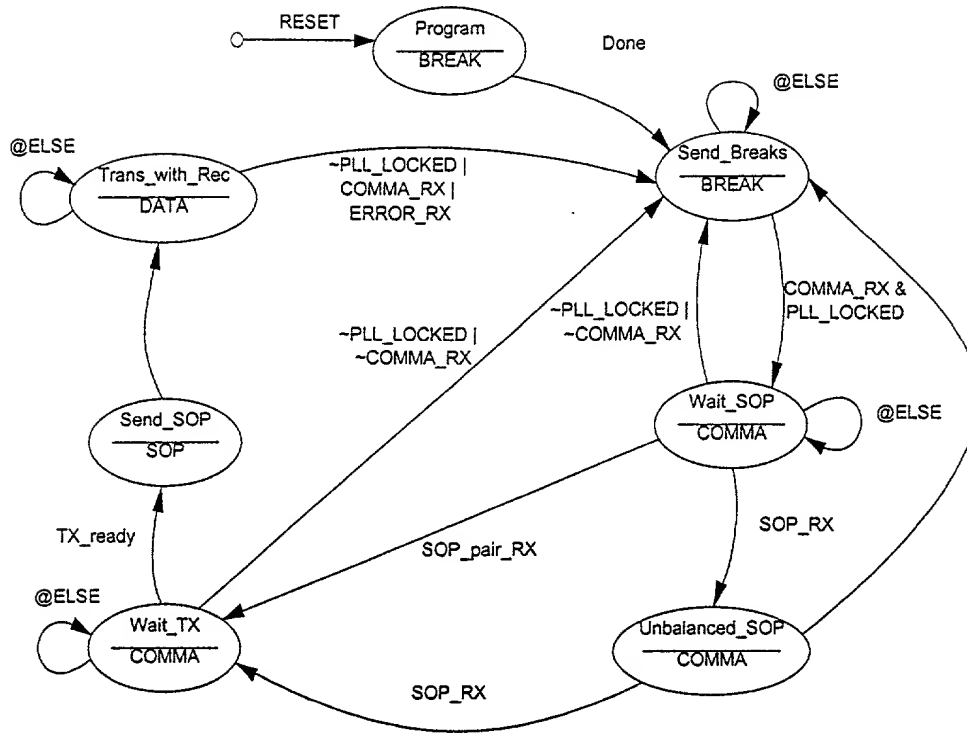 RESET
Program
BREAK
Done
@ELSE
Send_Breaks
BREAK
@ELSE
Trans_with_Rec
DATA
~PLL_LOCKED |
COMMA_RX |
ERROR_RX
~PLL_LOCKED |
~COMMA_RX
~PLL_LOCKED |
~COMMA_RX
COMMA_RX &
PLL_LOCKED
Send_SOP
SOP
Wait_SOP
COMMA
@ELSE
TX_ready
SOP_pair_RX
SOP_RX
@ELSE
Wait_TX
COMMA
Unbalanced_SOP
COMMA
SOP_RX